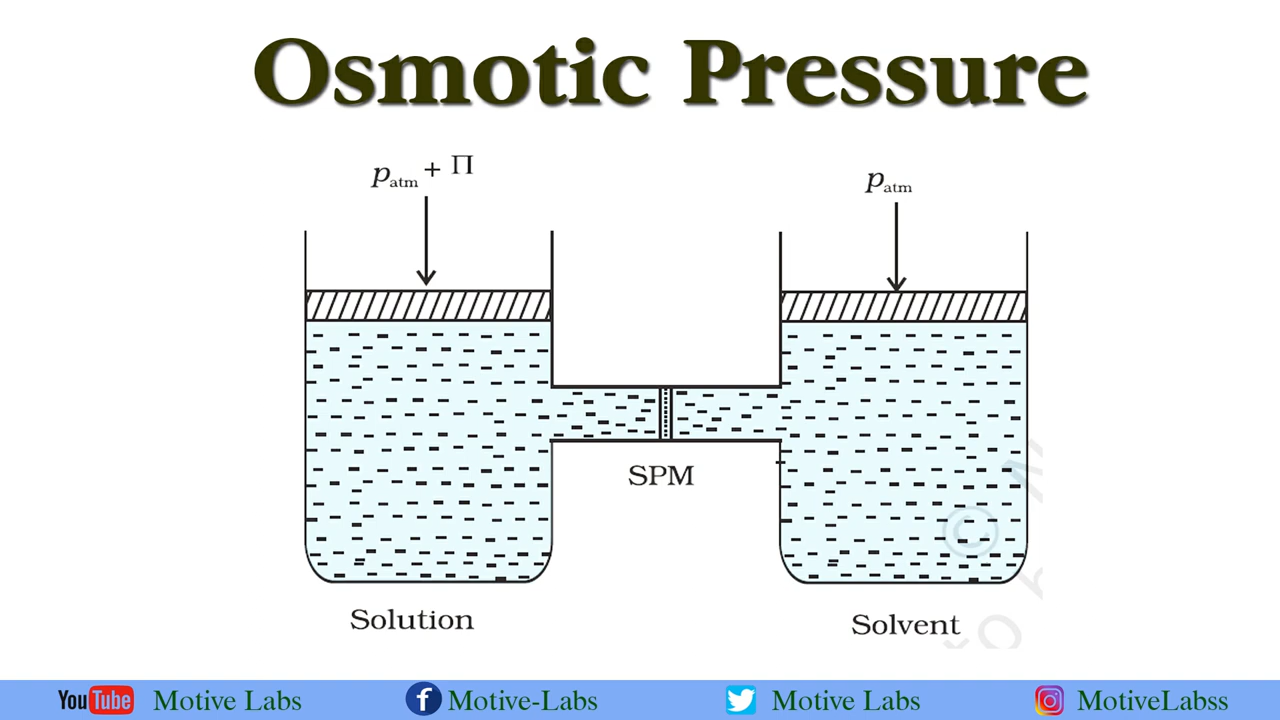 Osmotic Pressure
p_atm + Π
p_atm
SPM
Solution
Solvent
©
YouTube Motive Labs
f Motive-Labs
Motive Labs
MotiveLabss